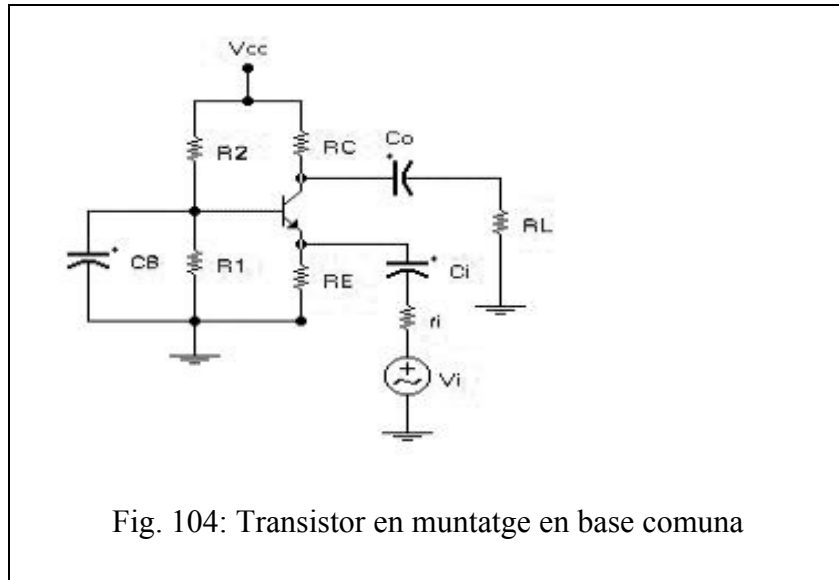 Vcc
R2
RC
Co
RL
CB
R1
RE
Ci
ri
Vi
Fig. 104: Transistor en muntatge en base comuna